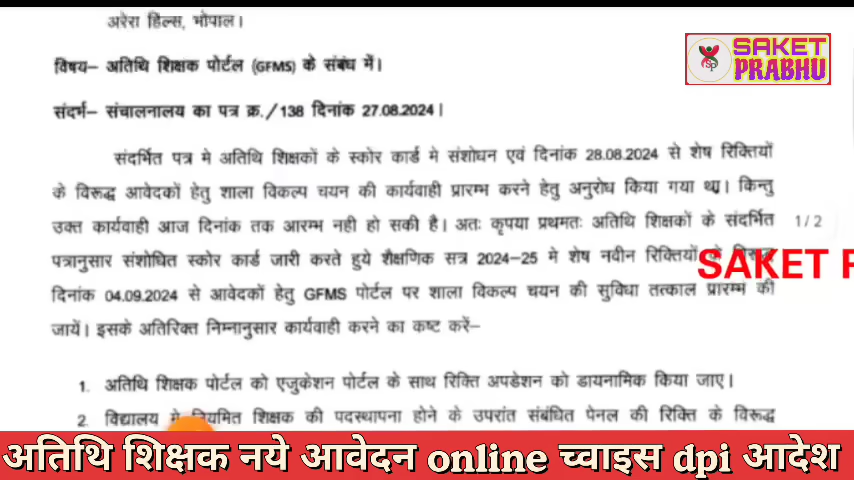 अरेरा हिल्स, भोपाल।
SAKET
PRABHU
SP
विषय– अतिथि शिक्षक पोर्टल (GFMS) के संबंध में।
संदर्भ– संचालनालय का पत्र क्र./138 दिनांक 27.08.2024।
संदर्भित पत्र मे अतिथि शिक्षकों के स्कोर कार्ड मे संशोधन एवं दिनांक 28.08.2024 से शेष रिक्तियों
के विरूद्ध आवेदकों हेतु शाला विकल्प चयन की कार्यवाही प्रारम्भ करने हेतु अनुरोध किया गया था। किन्तु
उक्त कार्यवाही आज दिनांक तक आरम्भ नही हो सकी है। अतः कृपया प्रथमतः अतिथि शिक्षकों के संदर्भित
1/2
पत्रानुसार संशोधित स्कोर कार्ड जारी करते हुये शैक्षणिक सत्र 2024-25 मे शेष नवीन रिक्तियों
SAKET P
दिनांक 04.09.2024 से आवेदकों हेतु GFMS पोर्टल पर शाला विकल्प चयन की सुविधा तत्काल प्रारम्भ की
जायें। इसके अतिरिक्त निम्नानुसार कार्यवाही करने का कष्ट करें–
1. अतिथि शिक्षक पोर्टल को एजुकेशन पोर्टल के साथ रिक्ति अपडेशन को डायनामिक किया जाए।
2. विद्यालय मे नियमित शिक्षक की पदस्थापना होने के उपरांत संबंधित पेनल की रिक्ति के विरूद्ध
अतिथि शिक्षक नये आवेदन online च्वाइस dpi आदेश